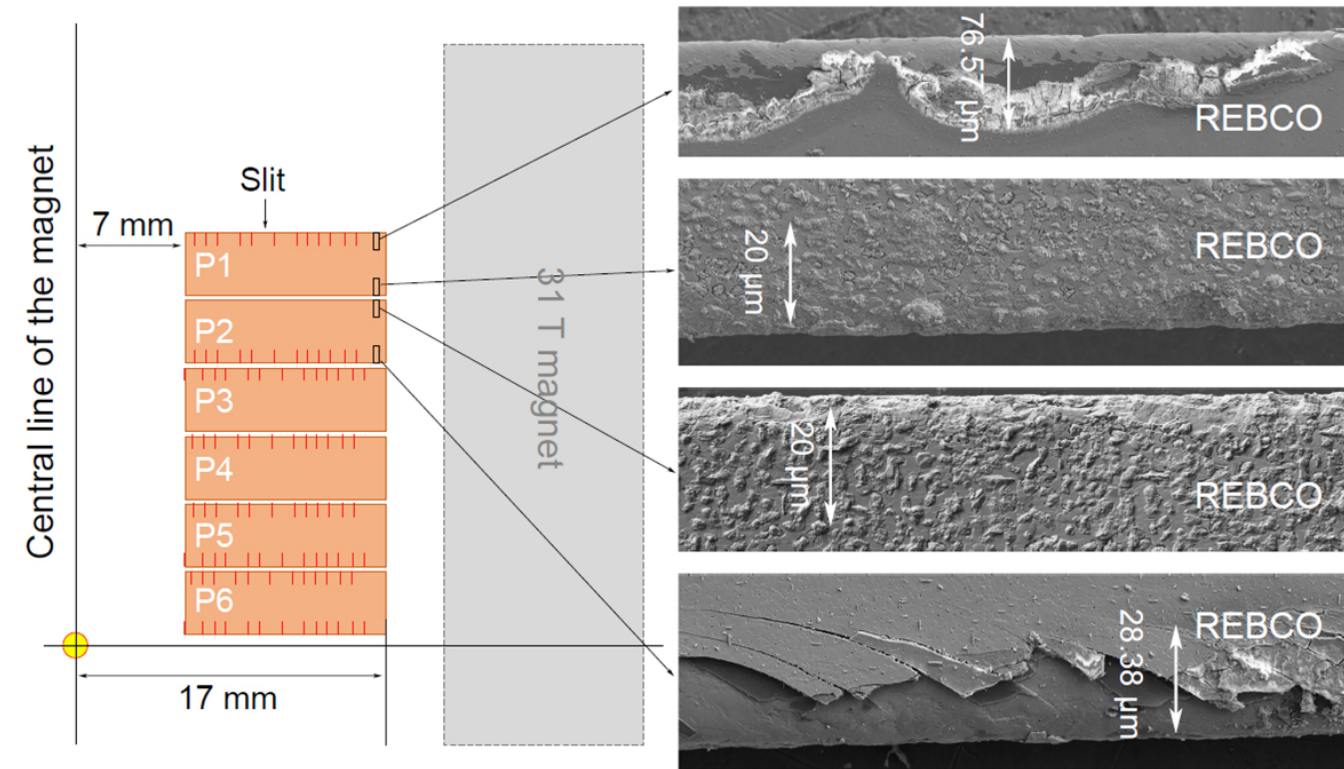 Central line of the magnet
7 mm
Slit
P1
P2
P3
P4
P5
P6
17 mm
31 T magnet
76.57 µm
REBCO
20 µm
REBCO
20 µm
REBCO
28.38 µm
REBCO